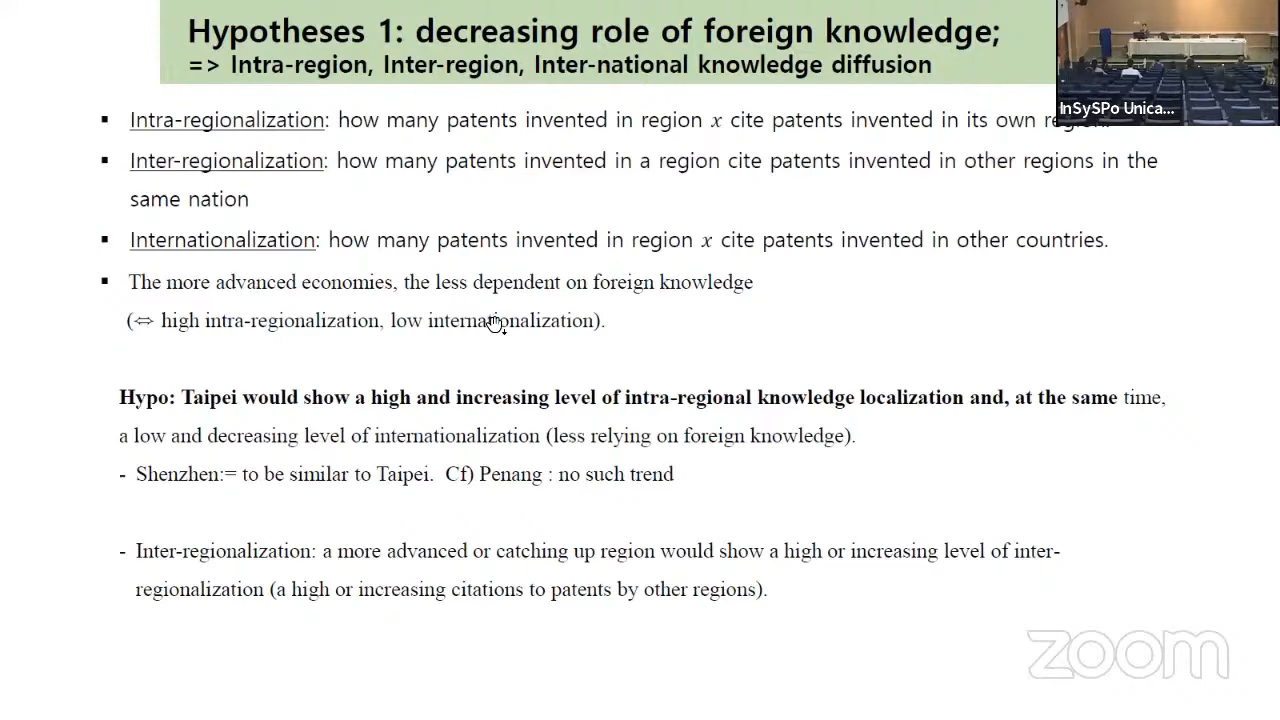 Hypotheses 1: decreasing role of foreign knowledge;
=> Intra-region, Inter-region, Inter-national knowledge diffusion
InSySPo Unica...
▪ Intra-regionalization: how many patents invented in region x cite patents invented in its own
▪ Inter-regionalization: how many patents invented in a region cite patents invented in other regions in the
same nation
▪ Internationalization: how many patents invented in region x cite patents invented in other countries.
▪ The more advanced economies, the less dependent on foreign knowledge
(⇔ high intra-regionalization, low internationalization).
Hypo: Taipei would show a high and increasing level of intra-regional knowledge localization and, at the same time,
a low and decreasing level of internationalization (less relying on foreign knowledge).
- Shenzhen:= to be similar to Taipei. Cf) Penang : no such trend
- Inter-regionalization: a more advanced or catching up region would show a high or increasing level of inter-
regionalization (a high or increasing citations to patents by other regions).
zoom